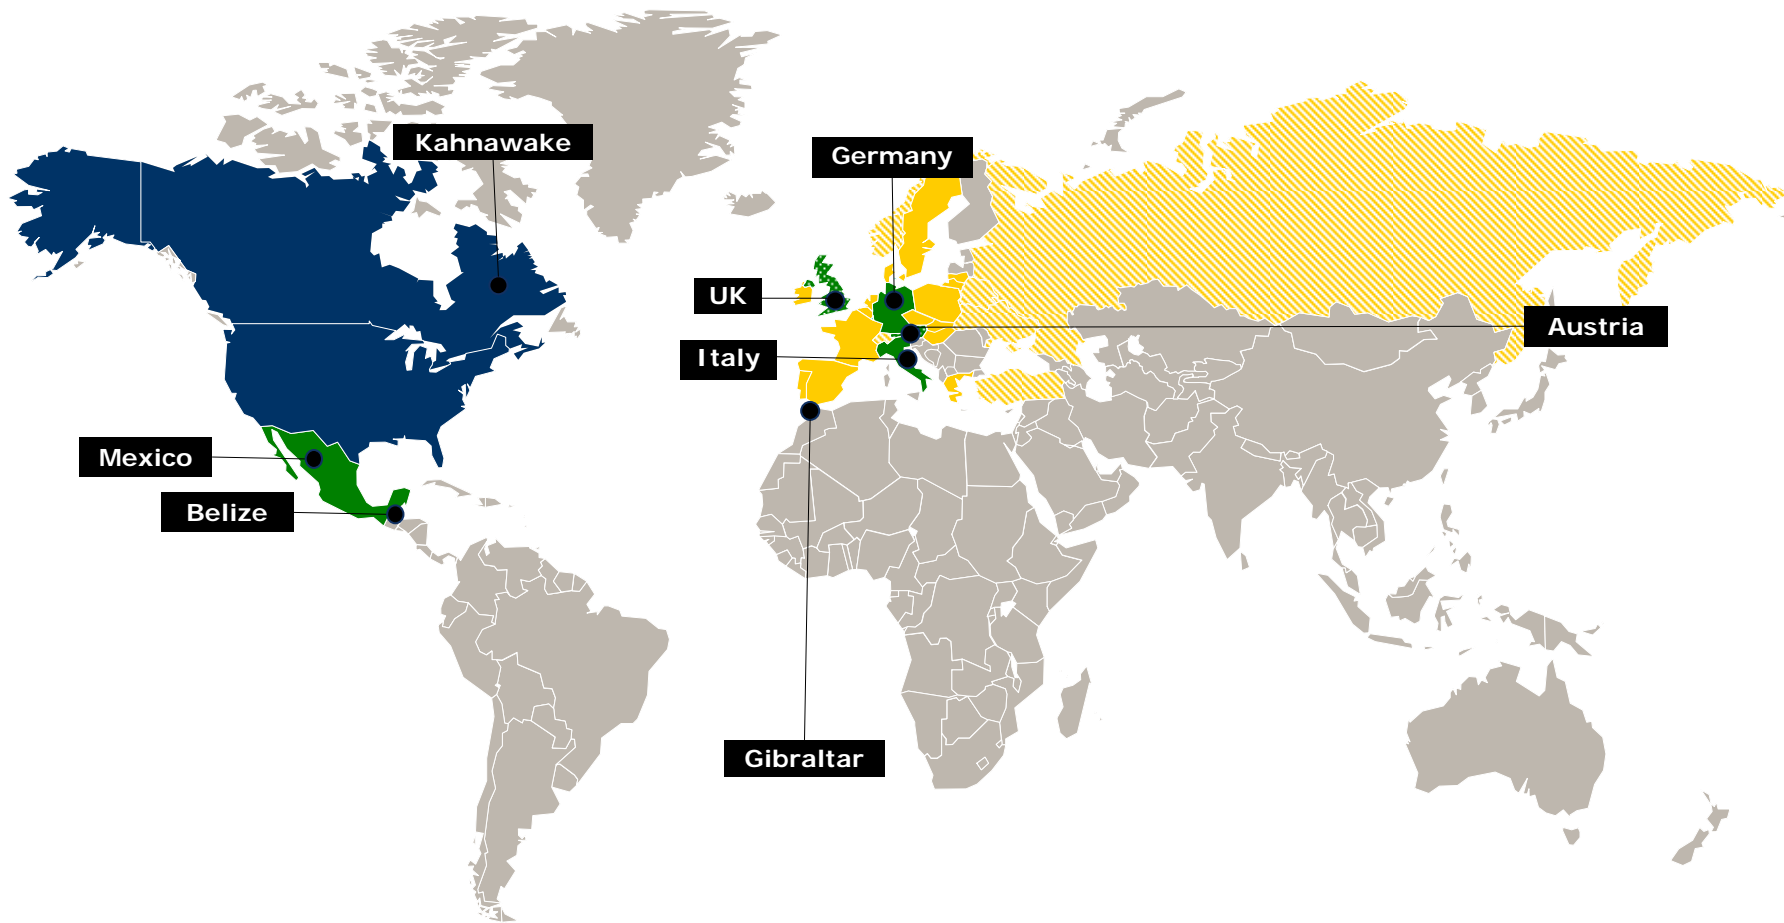 Kahnawake
Germany
UK
Austria
Italy
Mexico
Belize
Gibraltar